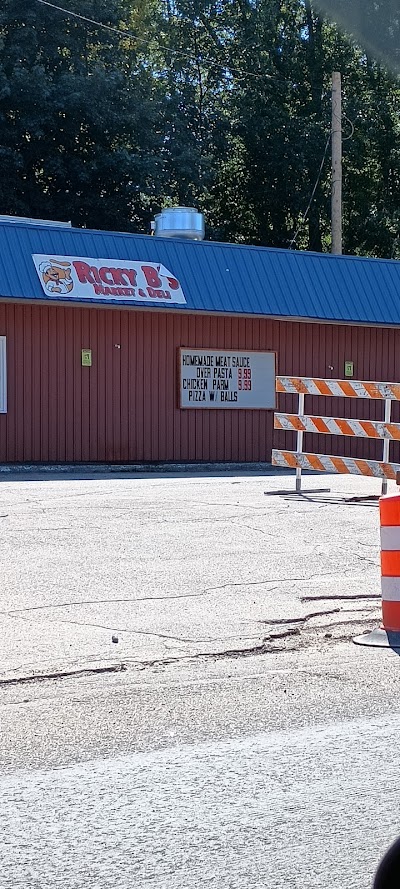 RICKY B's
MARKET & DELI
HOMEMADE MEAT SAUCE
OVER PASTA 9.99
CHICKEN PARM 9.99
PIZZA W/ BALLS